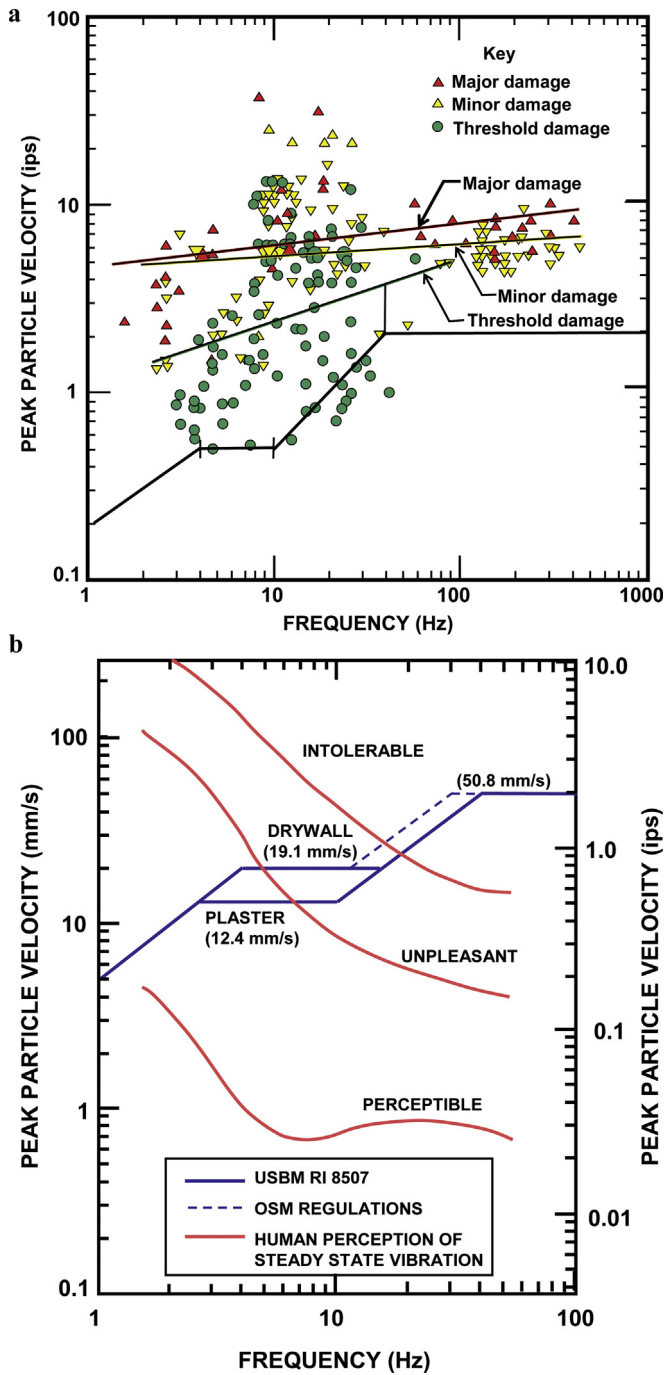 a
100
10
1
0.1
PEAK PARTICLE VELOCITY (ips)
Key
Major damage
Minor damage
Threshold damage
Major damage
Minor damage
Threshold damage
1
10
100
1000
FREQUENCY (Hz)
b
100
10
1
0.1
PEAK PARTICLE VELOCITY (mm/s)
10.0
1.0
0.1
0.01
PEAK PARTICLE VELOCITY (ips)
INTOLERABLE
(50.8 mm/s)
DRYWALL
(19.1 mm/s)
PLASTER
(12.4 mm/s)
UNPLEASANT
PERCEPTIBLE
USBM RI 8507
OSM REGULATIONS
HUMAN PERCEPTION OF
STEADY STATE VIBRATION
1
10
100
FREQUENCY (Hz)